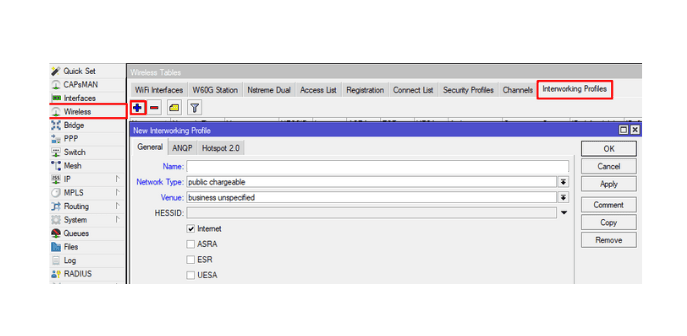 Quick Set
CAPsMAN
Interfaces
Wireless
Bridge
PPP
Switch
Mesh
IP
MPLS
Routing
System
Queues
Files
Log
RADIUS
Wireless Tables
WiFi Interfaces W60G Station Nstreme Dual Access List Registration Connect List Security Profiles Channels Interworking Profiles
New Interworking Profile
General ANQP Hotspot 2.0
Name:
Network Type: public chargeable
Venue: business unspecified
HESSID:
Internet
ASRA
ESR
UESA
OK
Cancel
Apply
Comment
Copy
Remove